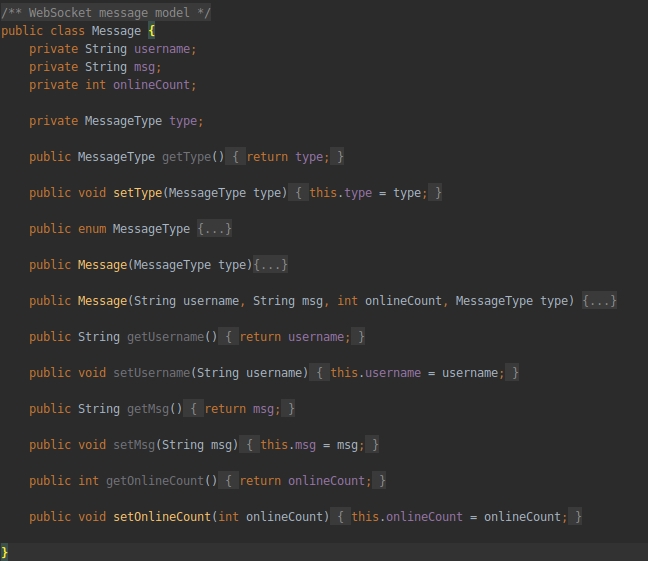 /** WebSocket message model */
public class Message {
private String username;
private String msg;
private int onlineCount;
private MessageType type;
public MessageType getType() { return type; }
public void setType(MessageType type) { this.type = type; }
public enum MessageType {...}
public Message(MessageType type){...}
public Message(String username, String msg, int onlineCount, MessageType type) {...}
public String getUsername() { return username; }
public void setUsername(String username) { this.username = username; }
public String getMsg() { return msg; }
public void setMsg(String msg) { this.msg = msg; }
public int getOnlineCount() { return onlineCount; }
public void setOnlineCount(int onlineCount) { this.onlineCount = onlineCount; }
}